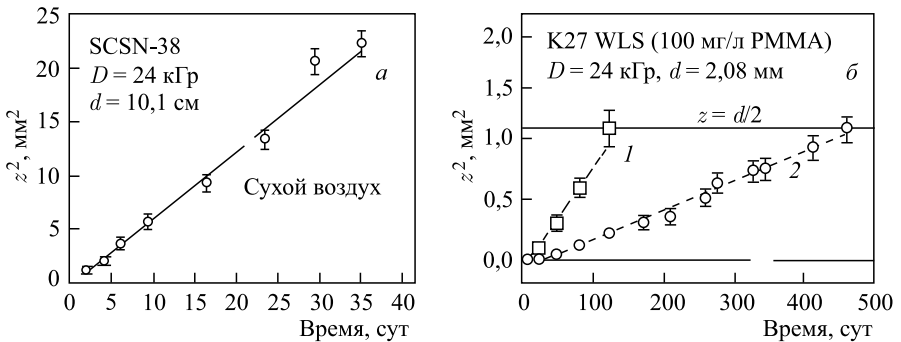 z², мм²
25
20
15
10
5
0
SCSN-38
D = 24 кГр
d = 10,1 см
а
Сухой воздух
0 5 10 15 20 25 30 35 40
Время, сут
z², мм²
2,0
1,5
1,0
0,5
0,0
K27 WLS (100 мг/л PMMA)
D = 24 кГр, d = 2,08 мм
б
z = d/2
1
2
0 100 200 300 400 500
Время, сут